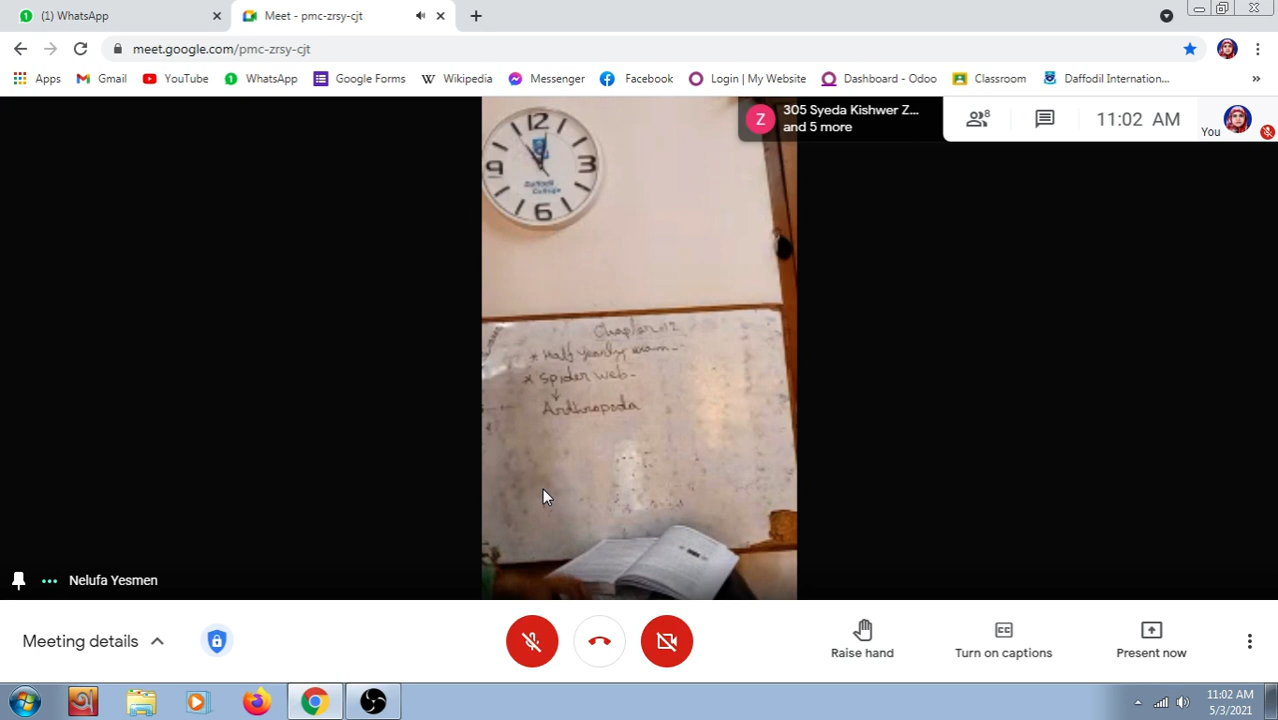 (1) WhatsApp
Meet - pmc-zrsy-cjt
meet.google.com/pmc-zrsy-cjt
Apps Gmail YouTube WhatsApp Google Forms Wikipedia Messenger Facebook Login | My Website Dashboard - Odoo Classroom Daffodil Internation... »
Z 305 Syeda Kishwer Z...
and 5 more
8
11:02 AM
You
12
3
6
9
Daffodil
College
Chapter-12
* Half Yearly exam-
* Spider Web-
Arthropoda
Nelufa Yesmen
Meeting details
Raise hand
CC
Turn on captions
Present now
11:02 AM
5/3/2021